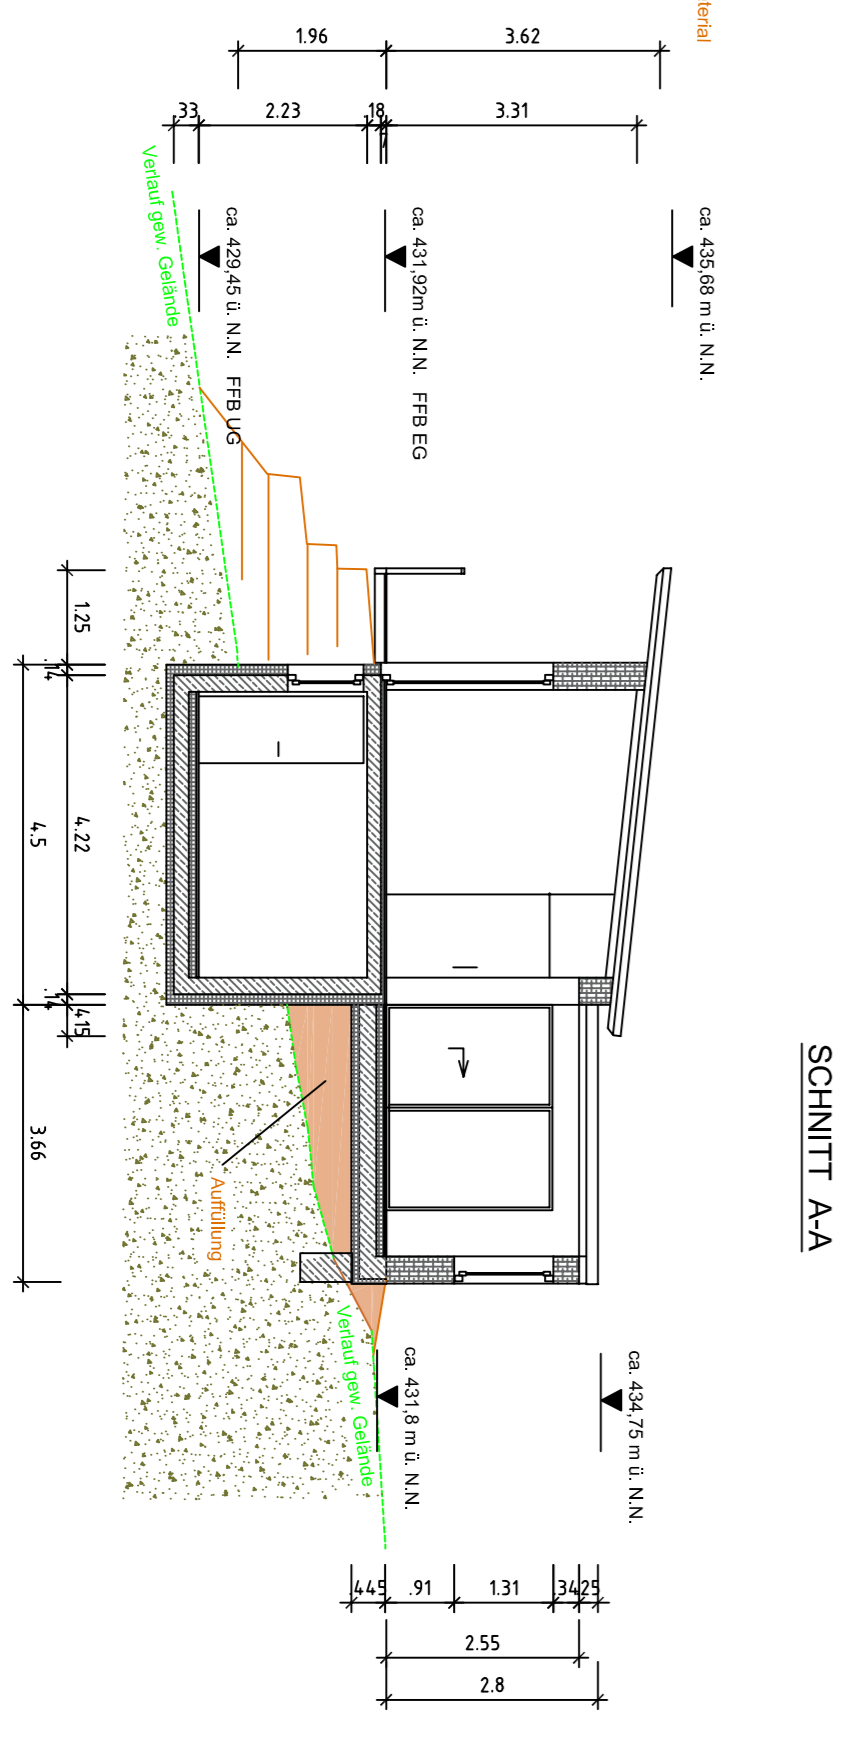 terial
SCHNITT A-A
ca. 435,68 m ü. N.N.
ca. 431,92m ü. N.N. FFB EG
ca. 429,45 ü. N.N. FFB UG
Verlauf gew. Gelände
3.62
1.96
3.31
7
.18
2.23
.33
1.25
.14
4.22
.14
415
4.5
3.66
Auffüllung
Verlauf gew. Gelände
ca. 434,75 m ü. N.N.
ca. 431,8 m ü. N.N.
.445
.91
1.31
.34
25
2.55
2.8